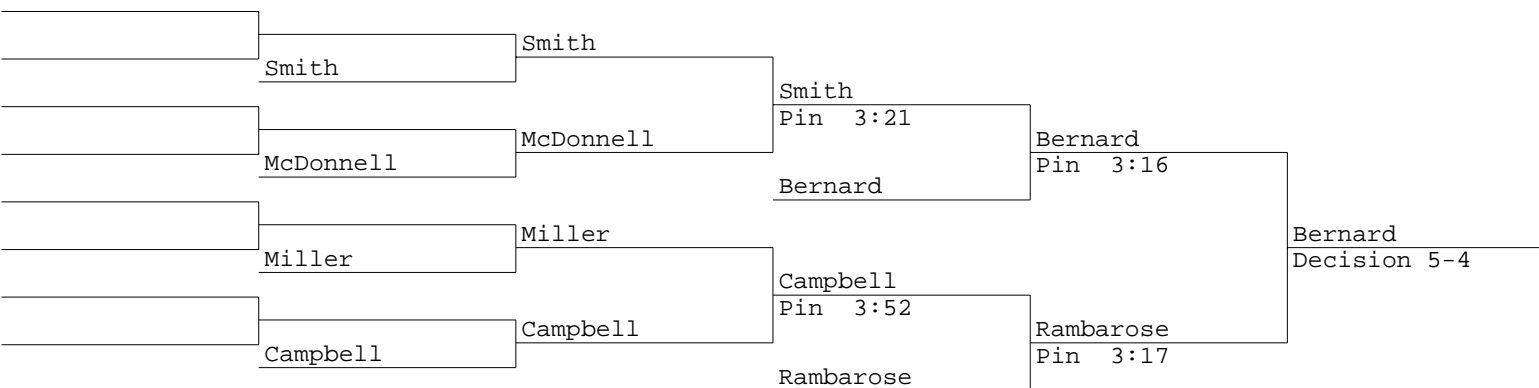 Smith
Smith
Smith
Pin 3:21
McDonnell
Bernard
McDonnell
Pin 3:16
Bernard
Miller
Bernard
Miller
Decision 5-4
Campbell
Pin 3:52
Campbell
Rambarose
Campbell
Pin 3:17
Rambarose